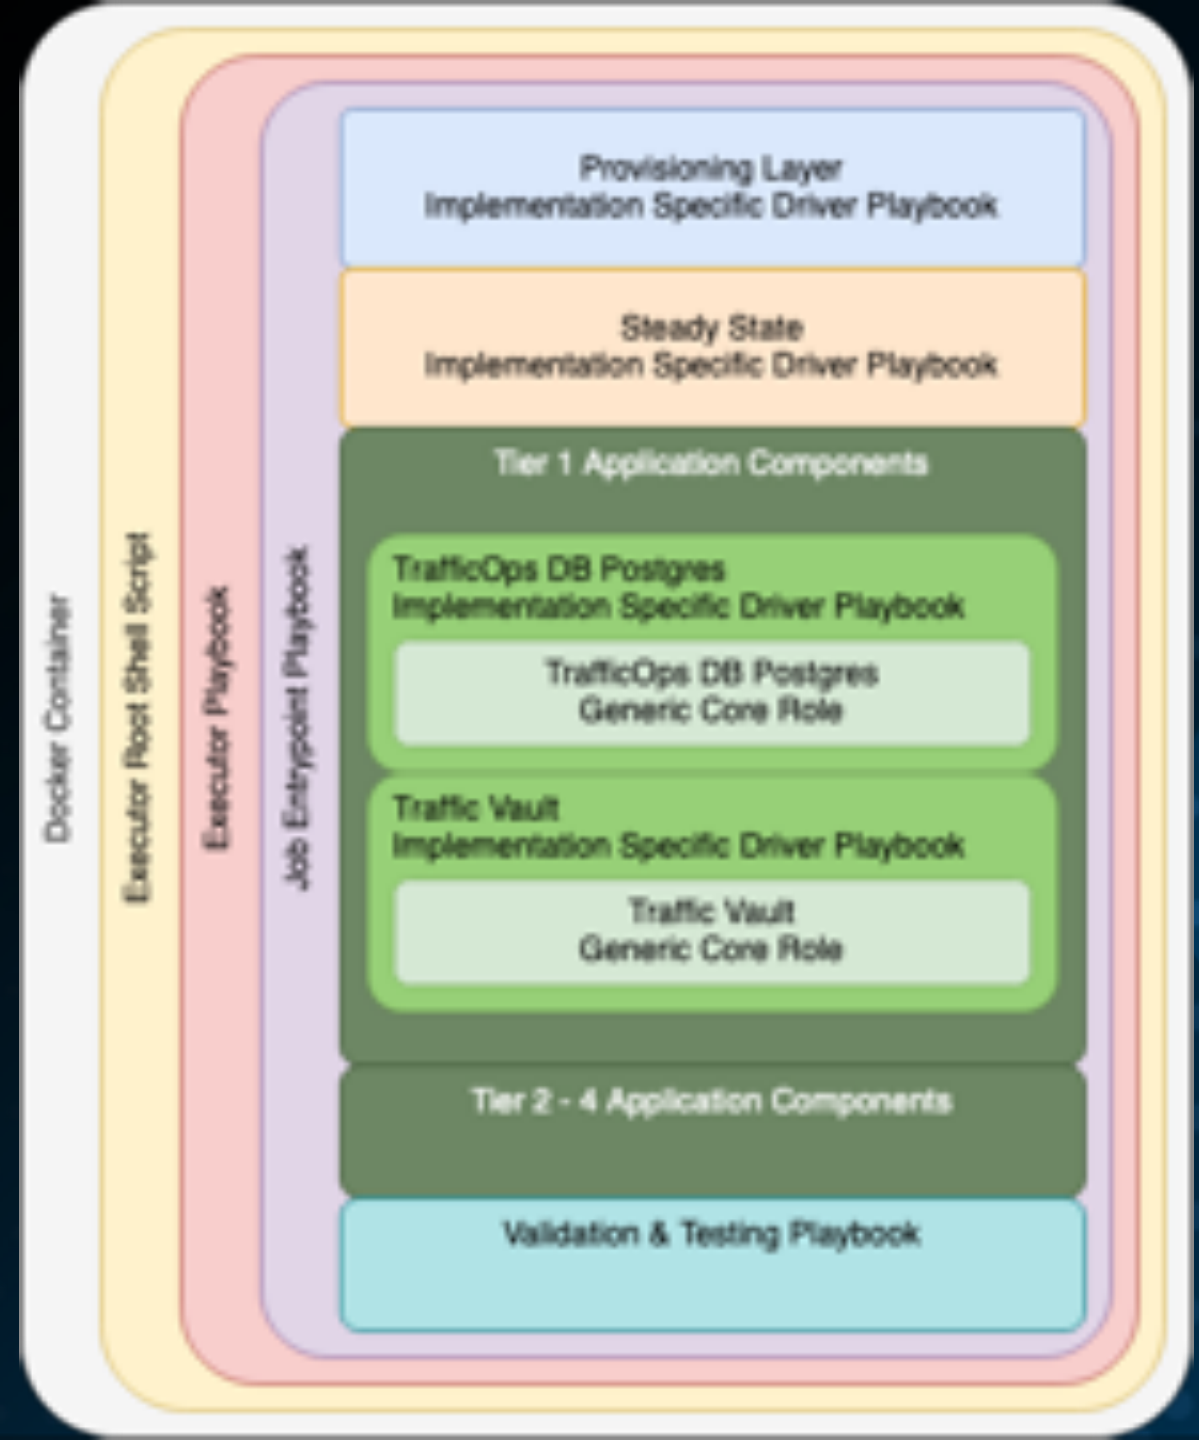 Docker Container
Executor Root Shell Script
Executor Playbook
Job Entrypoint Playbook
Provisioning Layer
Implementation Specific Driver Playbook
Steady State
Implementation Specific Driver Playbook
Tier 1 Application Components
TrafficOps DB Postgres
Implementation Specific Driver Playbook
TrafficOps DB Postgres
Generic Core Role
Traffic Vault
Implementation Specific Driver Playbook
Traffic Vault
Generic Core Role
Tier 2 - 4 Application Components
Validation & Testing Playbook